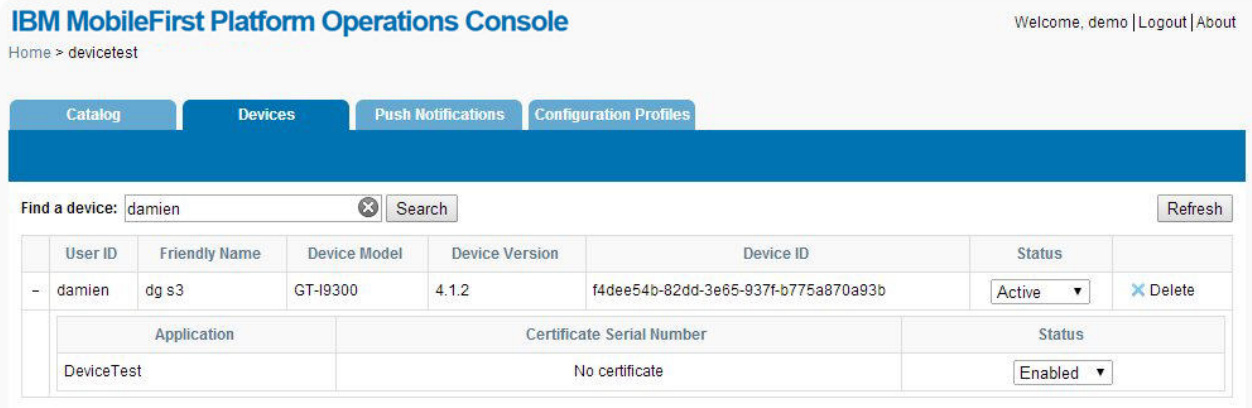 IBM MobileFirst Platform Operations Console
Welcome, demo | Logout | About
Home > devicetest
Catalog
Devices
Push Notifications
Configuration Profiles
Find a device: damien Search Refresh
User ID Friendly Name Device Model Device Version Device ID Status
– damien dg s3 GT-I9300 4.1.2 f4dee54b-82dd-3e65-937f-b775a870a93b Active Delete
Application Certificate Serial Number Status
DeviceTest No certificate Enabled